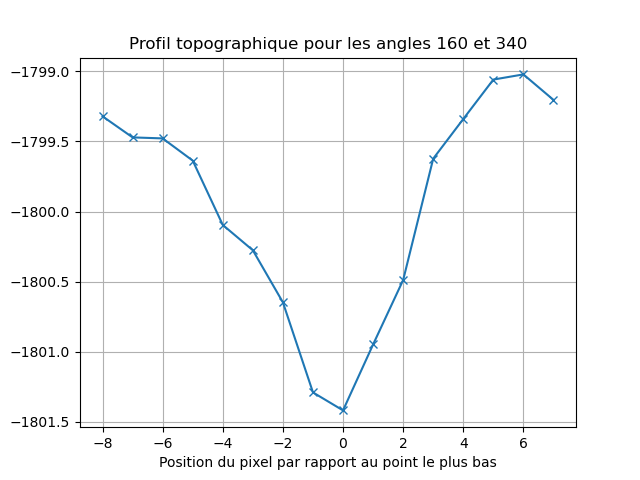 Profil topographique pour les angles 160 et 340
−1799.0
−1799.5
−1800.0
−1800.5
−1801.0
−1801.5
−8 −6 −4 −2 0 2 4 6
Position du pixel par rapport au point le plus bas